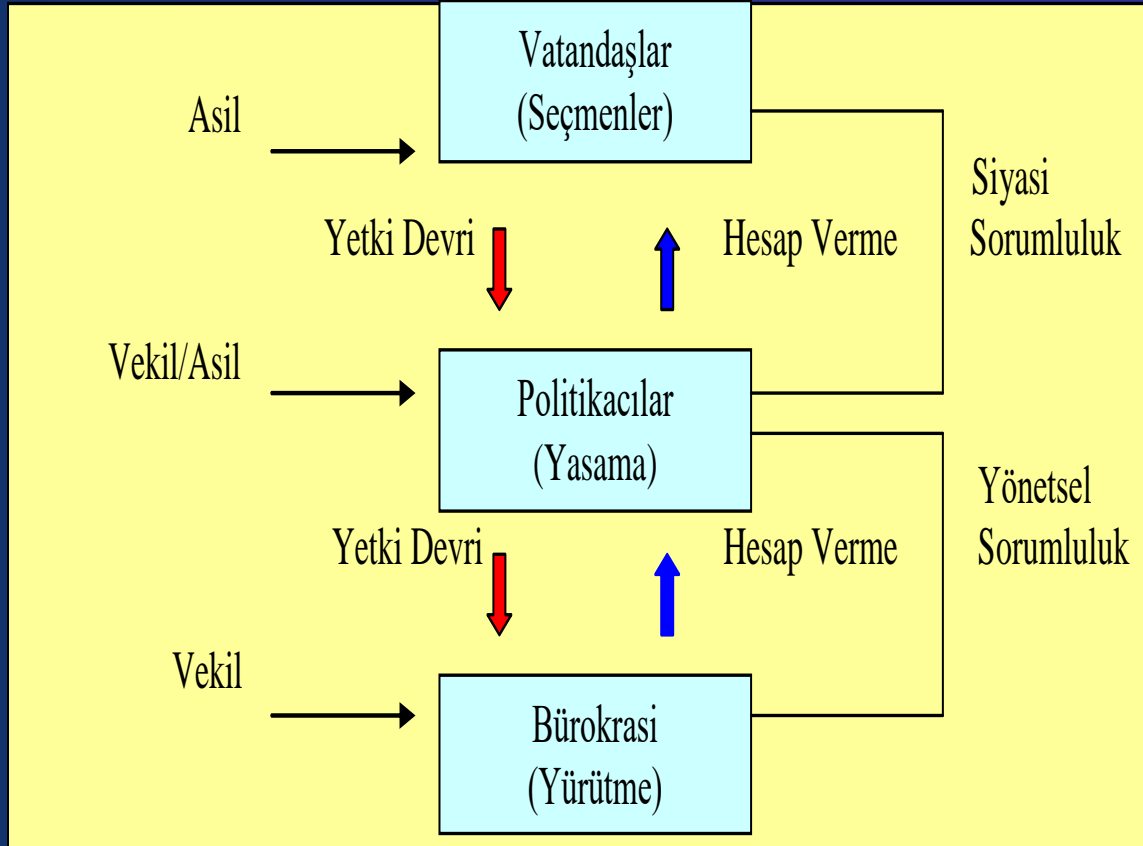 Vatandaşlar
(Seçmenler)
Asil
Siyasi
Sorumluluk
Yetki Devri
Hesap Verme
Vekil/Asil
Politikacılar
(Yasama)
Yönetsel
Sorumluluk
Yetki Devri
Hesap Verme
Vekil
Bürokrasi
(Yürütme)